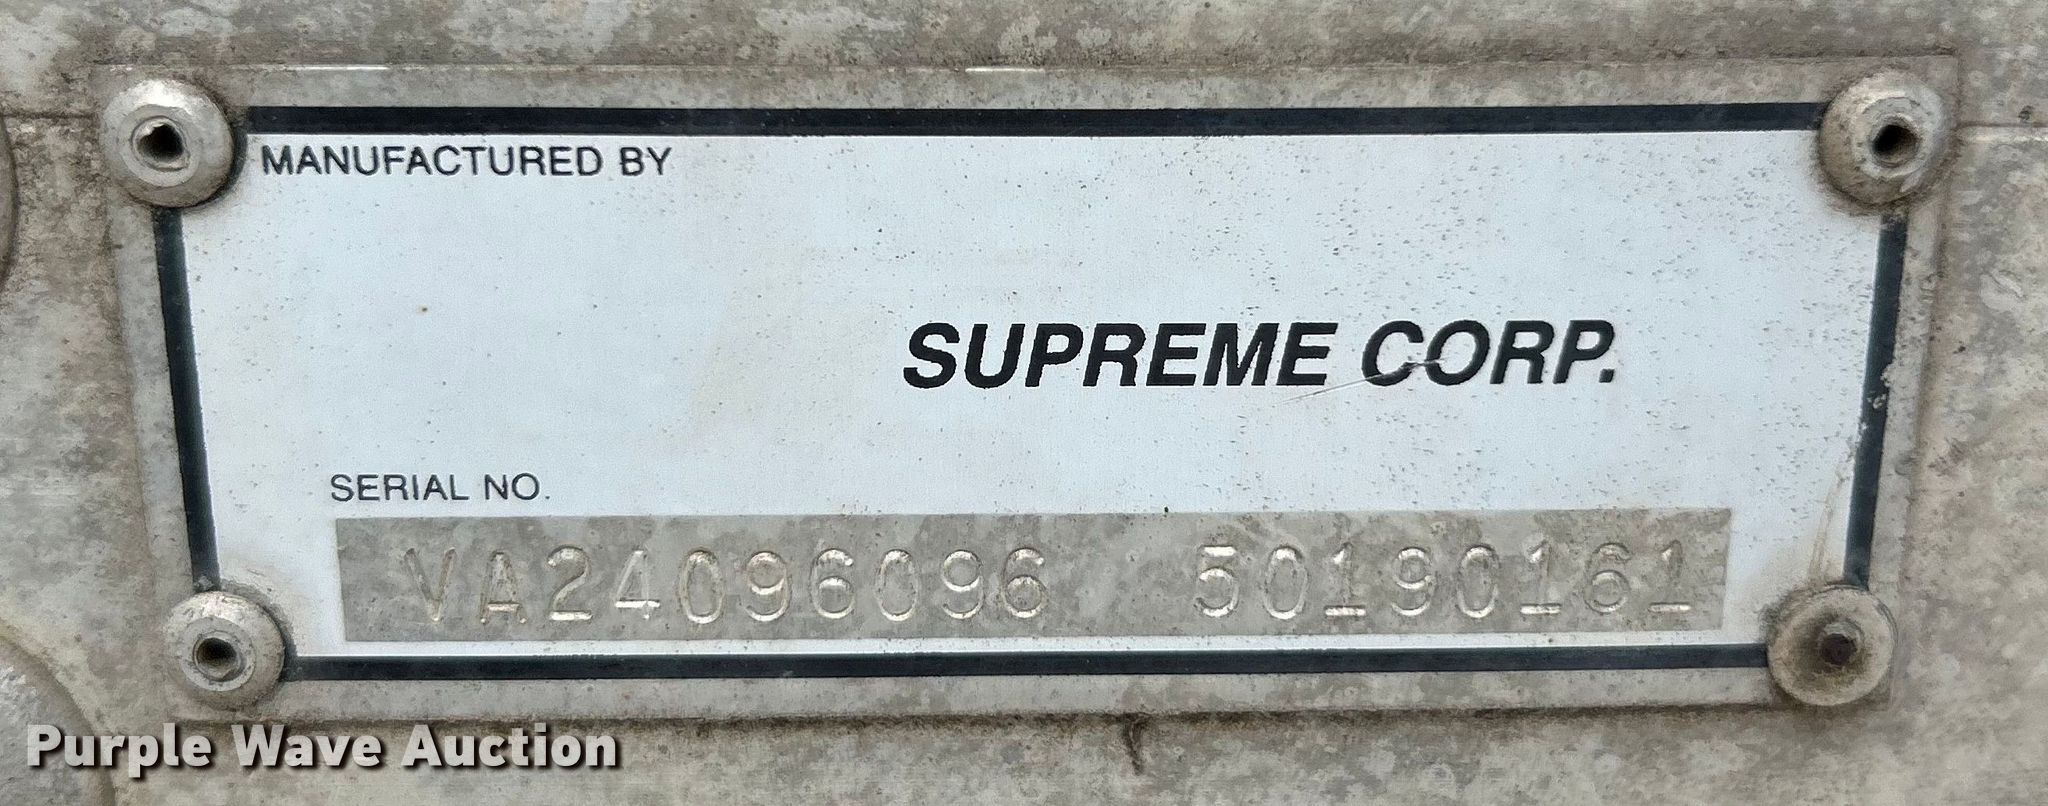 MANUFACTURED BY
SUPREME CORP.
SERIAL NO.
VA24096096 50190161
Purple Wave Auction